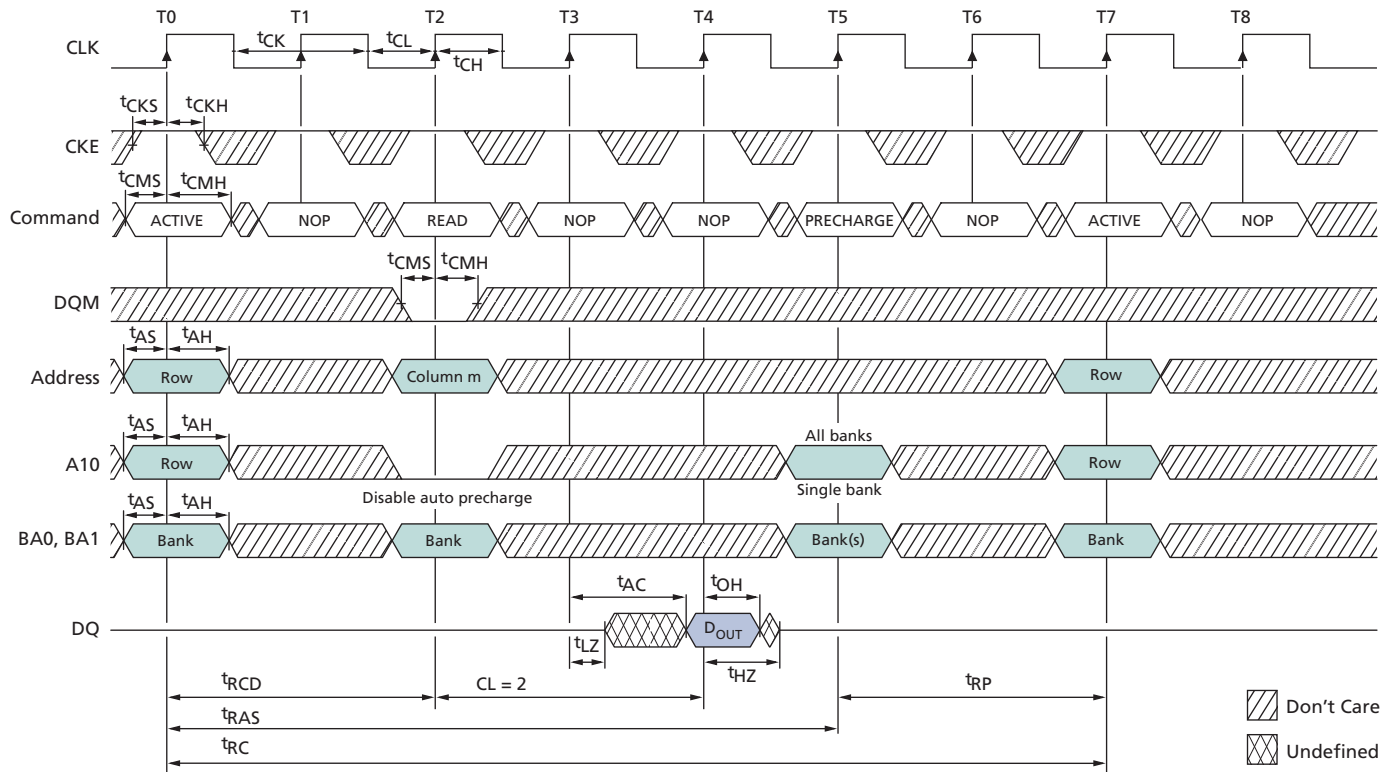 T0 T1 T2 T3 T4 T5 T6 T7 T8
CLK
tCK tCL
tCH
tCKS tCKH
CKE
tCMS tCMH
Command ACTIVE NOP READ NOP NOP PRECHARGE NOP ACTIVE NOP
tCMS tCMH
DQM
tAS tAH
Address Row Column m Row
tAS tAH
All banks
A10 Row Row
Disable auto precharge Single bank
tAS tAH
BA0, BA1 Bank Bank Bank(s) Bank
tAC tOH
DQ DOUT
tLZ
tHZ
tRCD CL = 2 tRP
tRAS
tRC
Don't Care
Undefined